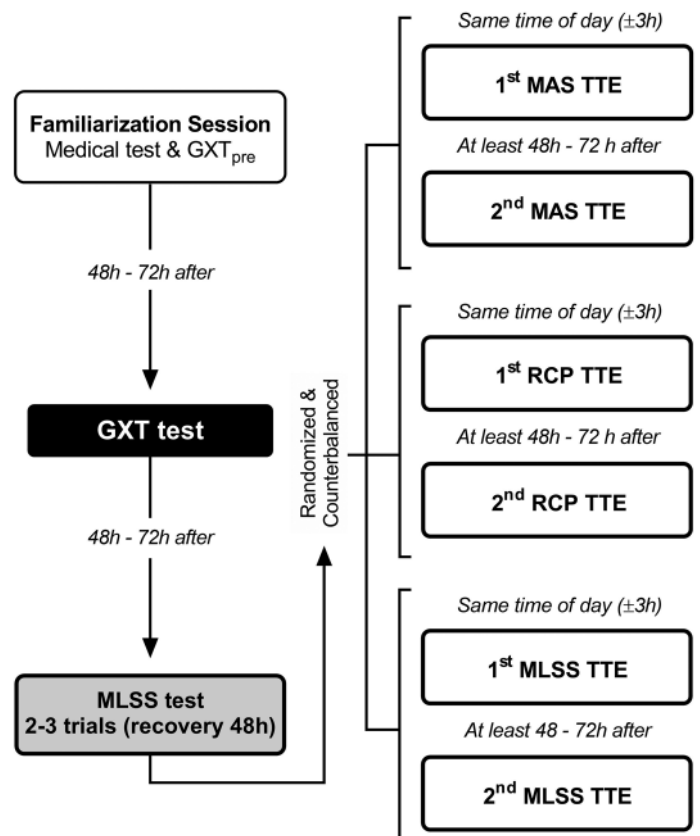 Familiarization Session
Medical test & GXTpre
48h - 72h after
GXT test
48h - 72h after
MLSS test
2-3 trials (recovery 48h)
Randomized &
Counterbalanced
Same time of day (±3h)
1st MAS TTE
At least 48h - 72 h after
2nd MAS TTE
Same time of day (±3h)
1st RCP TTE
At least 48h - 72 h after
2nd RCP TTE
Same time of day (±3h)
1st MLSS TTE
At least 48 - 72h after
2nd MLSS TTE